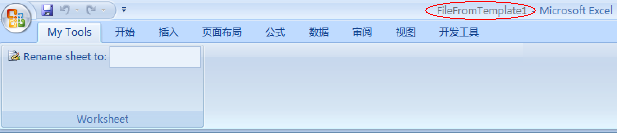 FileFromTemplate1 - Microsoft Excel
My Tools 开始 插入 页面布局 公式 数据 审阅 视图 开发工具
Rename sheet to:
Worksheet